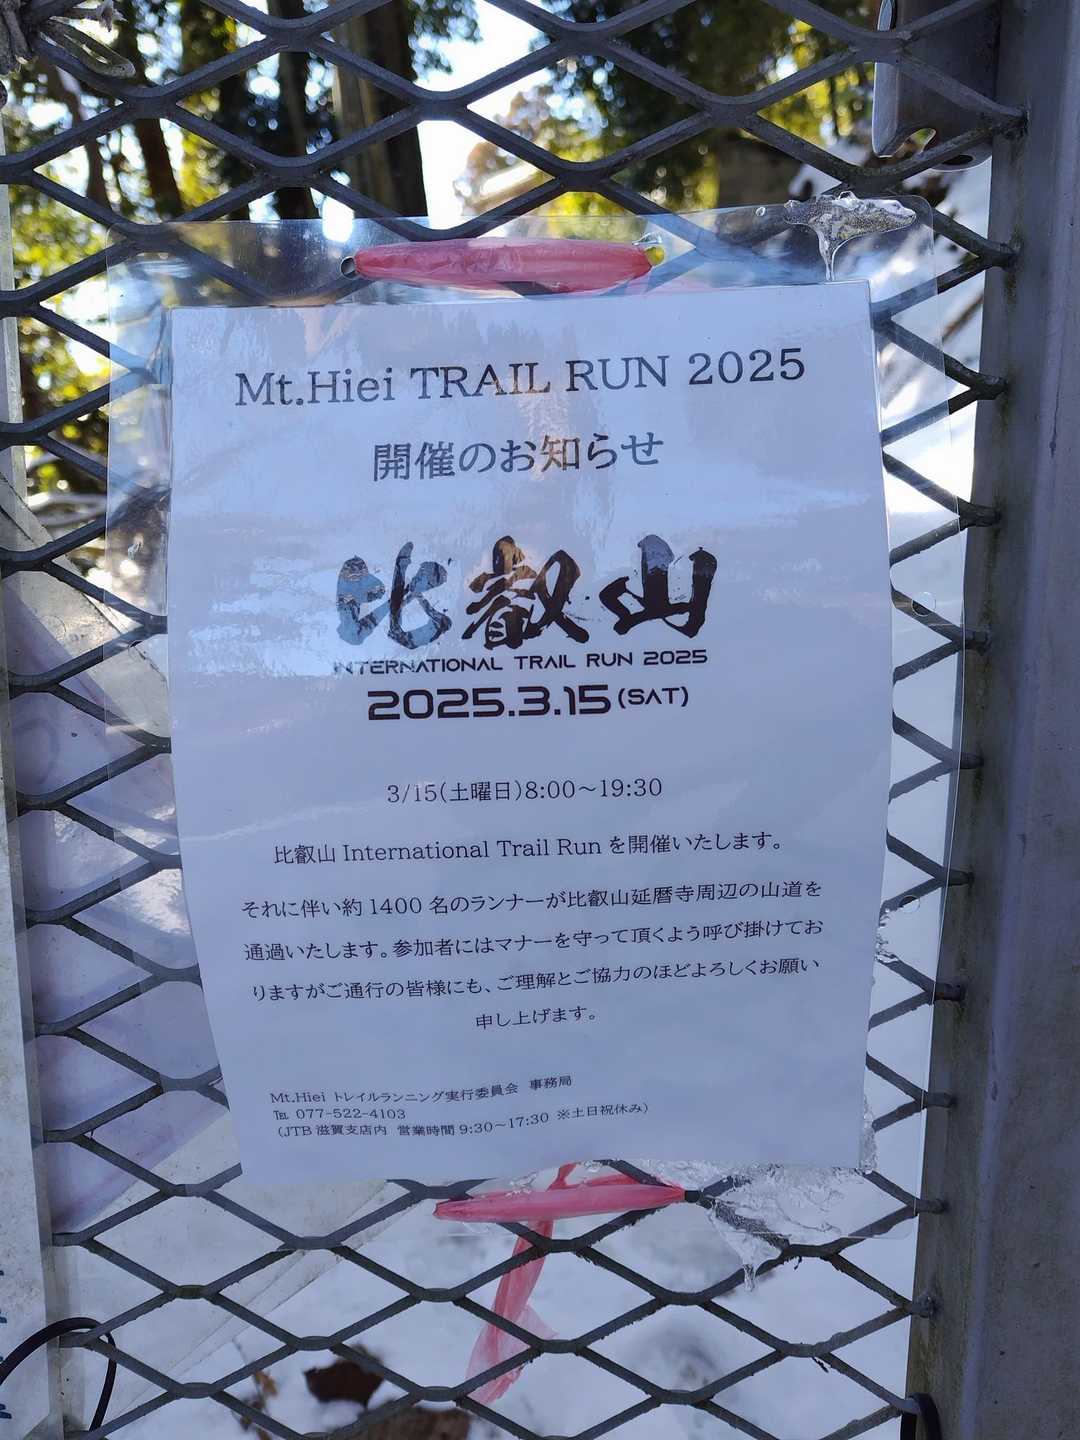 Mt.Hiei TRAIL RUN 2025
開催のお知らせ
比叡山
INTERNATIONAL TRAIL RUN 2025
2025.3.15(SAT)
3/15(土曜日)8:00～19:30
比叡山 International Trail Run を開催いたします。
それに伴い約 1400 名のランナーが比叡山延暦寺周辺の山道を
通過いたします。参加者にはマナーを守って頂くよう呼び掛けてお
りますがご通行の皆様にも、ご理解とご協力のほどよろしくお願い
申し上げます。
Mt.Hiei トレイルランニング実行委員会 事務局
℡ 077-522-4103
(JTB 滋賀支店内 営業時間 9:30～17:30 ※土日祝休み)